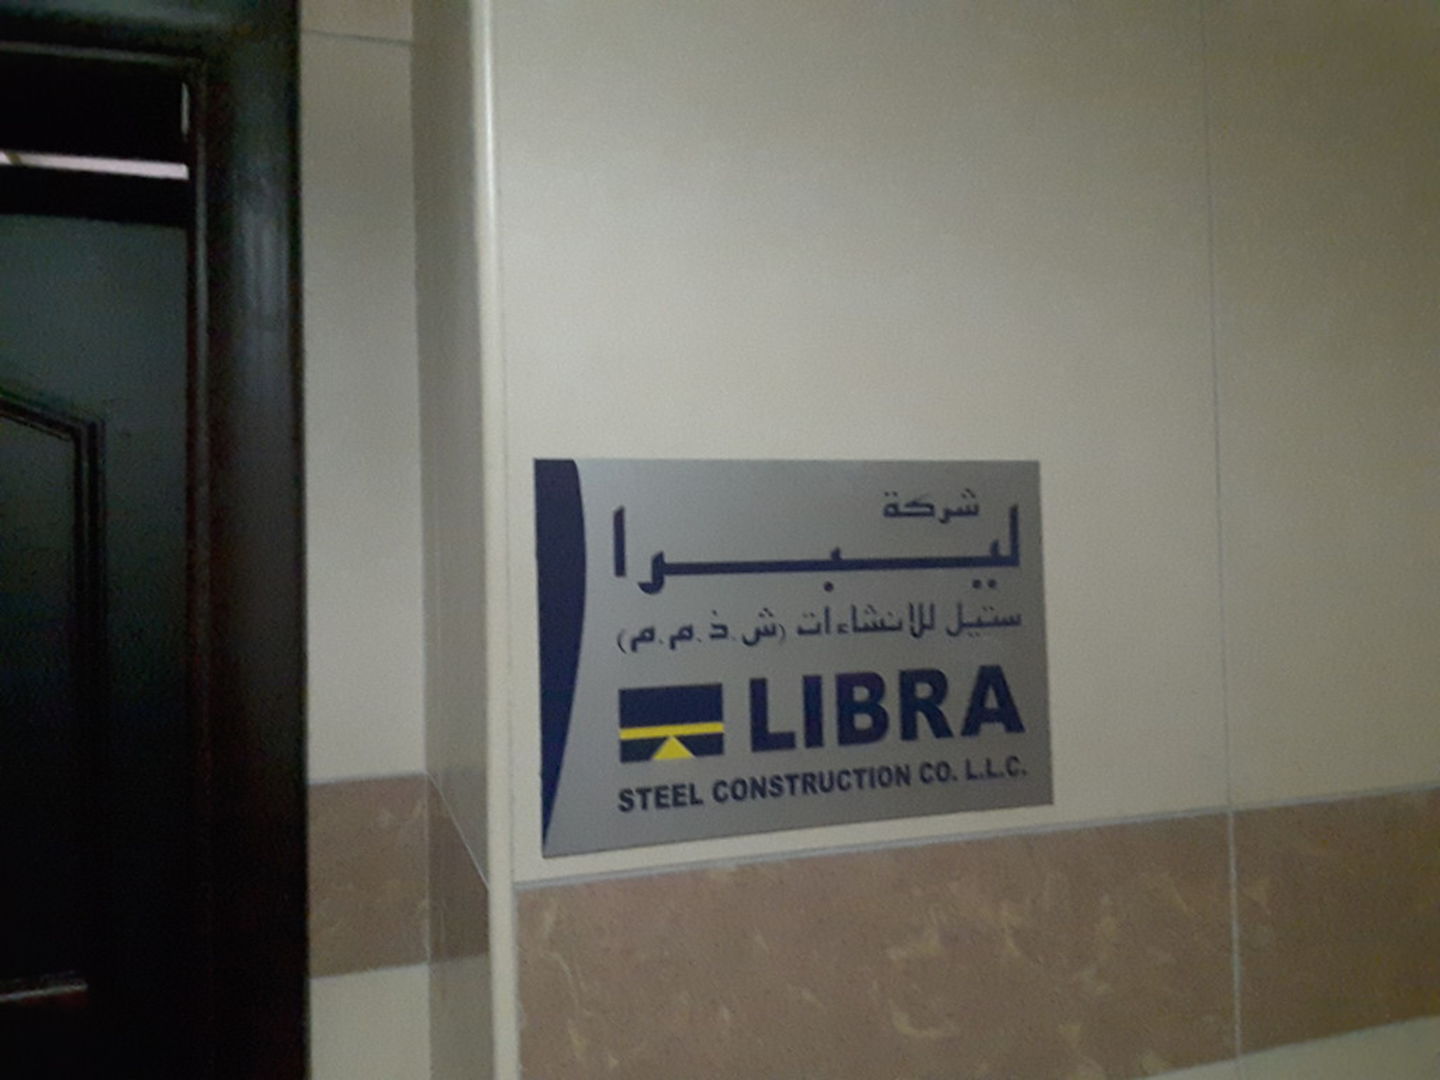 شركة
ليبرا
ستيل للانشاءات (ش.ذ.م.م)
LIBRA
STEEL CONSTRUCTION CO. L.L.C.